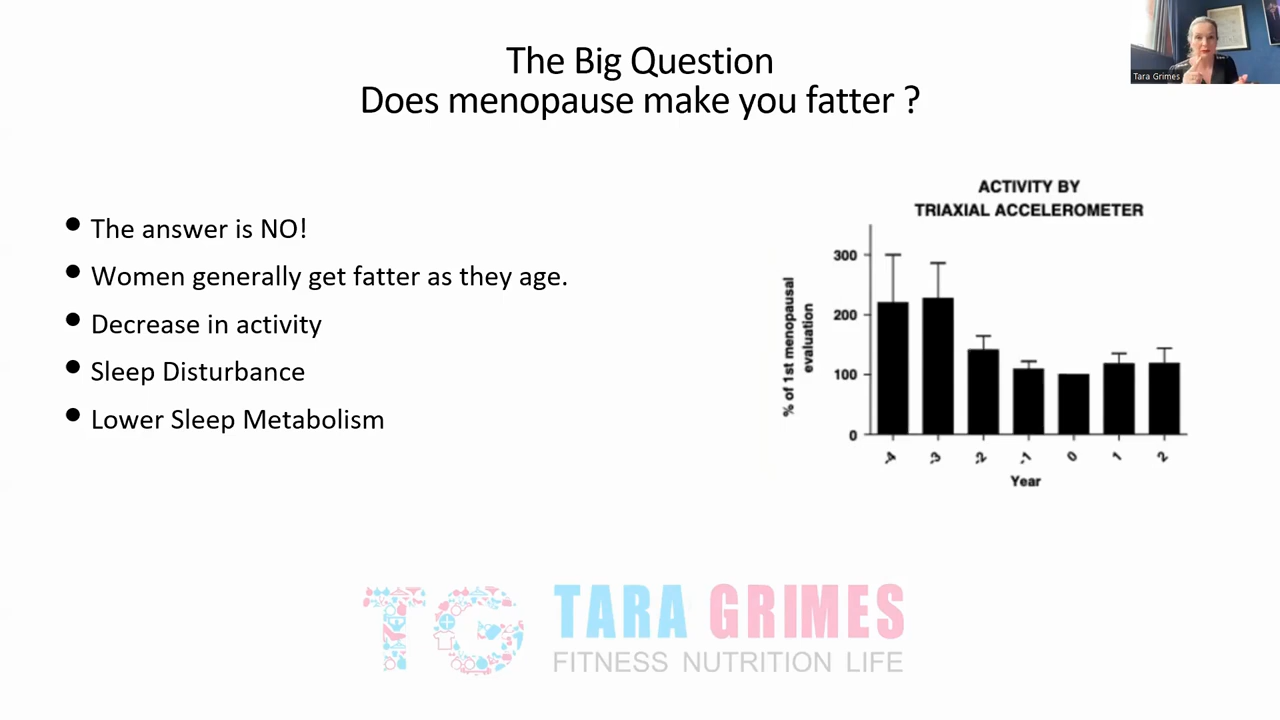 The Big Question
Does menopause make you fatter ?
Tara Grimes
• The answer is NO!
• Women generally get fatter as they age.
• Decrease in activity
• Sleep Disturbance
• Lower Sleep Metabolism
ACTIVITY BY
TRIAXIAL ACCELEROMETER
% of 1st menopausal
evaluation
300
200
100
0
-4 -3 -2 -1 0 1 2
Year
TG
TARA GRIMES
FITNESS NUTRITION LIFE